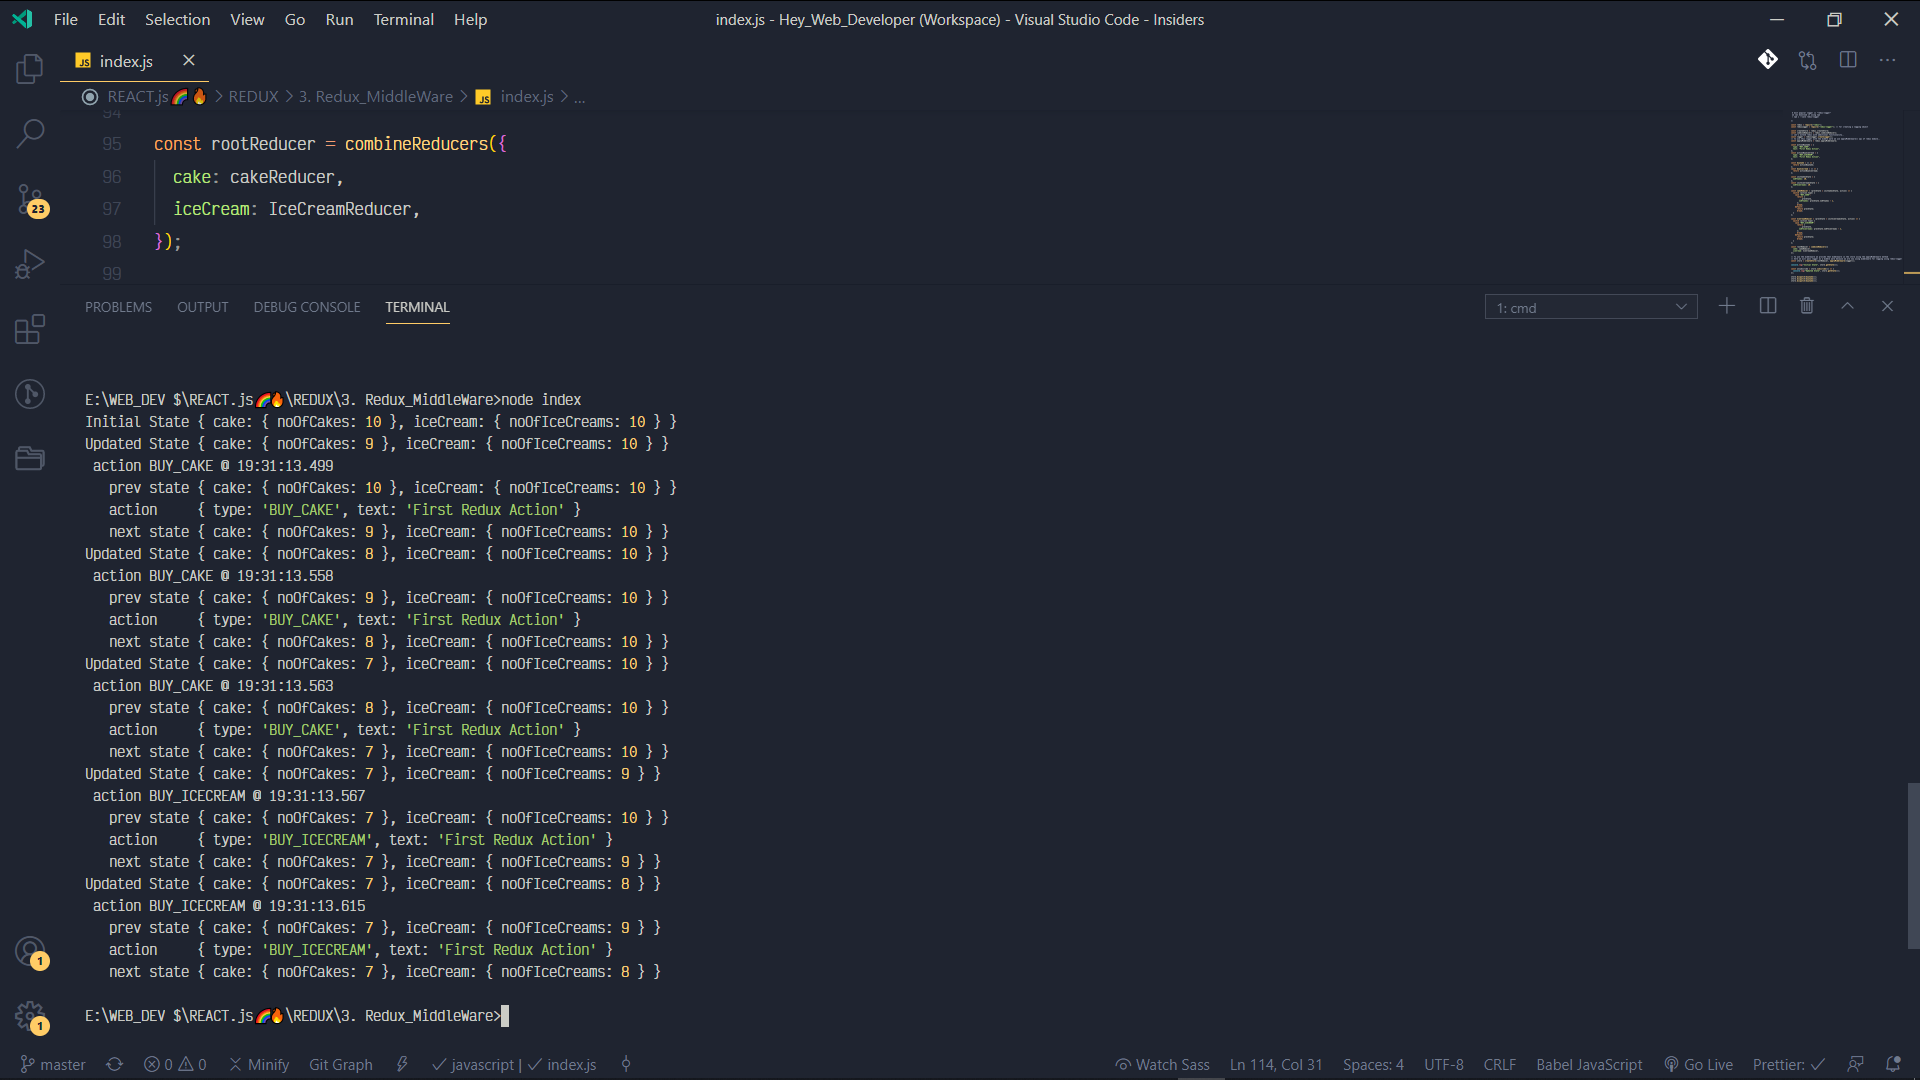 File Edit Selection View Go Run Terminal Help index.js - Hey_Web_Developer (Workspace) - Visual Studio Code - Insiders
JS index.js
REACT.js🌈🔥 > REDUX > 3. Redux_MiddleWare > JS index.js > ...
94
95 const rootReducer = combineReducers({
96 cake: cakeReducer,
97 iceCream: IceCreamReducer,
98 });
99
PROBLEMS OUTPUT DEBUG CONSOLE TERMINAL 1: cmd
E:\WEB_DEV $\REACT.js🌈🔥\REDUX\3. Redux_MiddleWare>node index
Initial State { cake: { noOfCakes: 10 }, iceCream: { noOfIceCreams: 10 } }
Updated State { cake: { noOfCakes: 9 }, iceCream: { noOfIceCreams: 10 } }
action BUY_CAKE @ 19:31:13.499
prev state { cake: { noOfCakes: 10 }, iceCream: { noOfIceCreams: 10 } }
action { type: 'BUY_CAKE', text: 'First Redux Action' }
next state { cake: { noOfCakes: 9 }, iceCream: { noOfIceCreams: 10 } }
Updated State { cake: { noOfCakes: 8 }, iceCream: { noOfIceCreams: 10 } }
action BUY_CAKE @ 19:31:13.558
prev state { cake: { noOfCakes: 9 }, iceCream: { noOfIceCreams: 10 } }
action { type: 'BUY_CAKE', text: 'First Redux Action' }
next state { cake: { noOfCakes: 8 }, iceCream: { noOfIceCreams: 10 } }
Updated State { cake: { noOfCakes: 7 }, iceCream: { noOfIceCreams: 10 } }
action BUY_CAKE @ 19:31:13.563
prev state { cake: { noOfCakes: 8 }, iceCream: { noOfIceCreams: 10 } }
action { type: 'BUY_CAKE', text: 'First Redux Action' }
next state { cake: { noOfCakes: 7 }, iceCream: { noOfIceCreams: 10 } }
Updated State { cake: { noOfCakes: 7 }, iceCream: { noOfIceCreams: 9 } }
action BUY_ICECREAM @ 19:31:13.567
prev state { cake: { noOfCakes: 7 }, iceCream: { noOfIceCreams: 10 } }
action { type: 'BUY_ICECREAM', text: 'First Redux Action' }
next state { cake: { noOfCakes: 7 }, iceCream: { noOfIceCreams: 9 } }
Updated State { cake: { noOfCakes: 7 }, iceCream: { noOfIceCreams: 8 } }
action BUY_ICECREAM @ 19:31:13.615
prev state { cake: { noOfCakes: 7 }, iceCream: { noOfIceCreams: 9 } }
action { type: 'BUY_ICECREAM', text: 'First Redux Action' }
next state { cake: { noOfCakes: 7 }, iceCream: { noOfIceCreams: 8 } }
E:\WEB_DEV $\REACT.js🌈🔥\REDUX\3. Redux_MiddleWare>
23
1
1
master 0 0 Minify Git Graph javascript | index.js Watch Sass Ln 114, Col 31 Spaces: 4 UTF-8 CRLF Babel JavaScript Go Live Prettier: